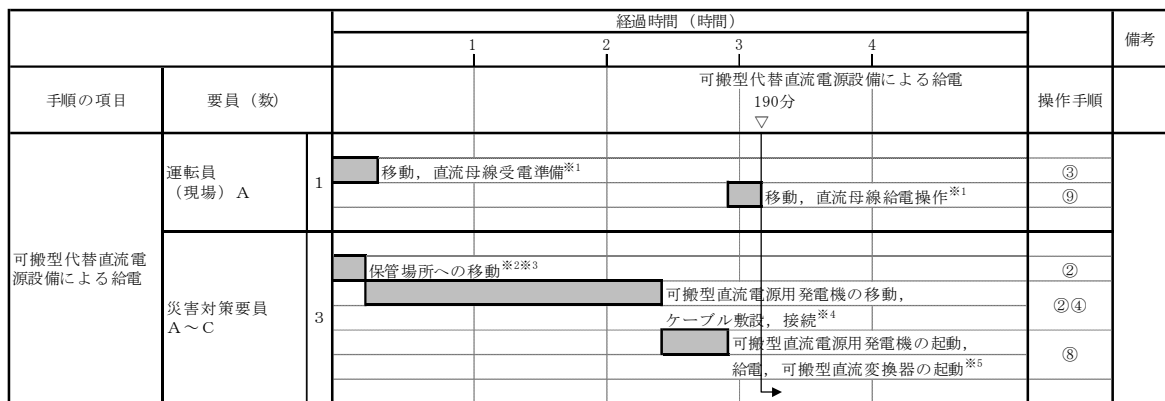 経過時間（時間）
備考
1 2 3 4
手順の項目 要員（数） 操作手順
可搬型代替直流電源設備による給電
190分
▽
可搬型代替直流電
源設備による給電
運転員
（現場）A
1
移動，直流母線受電準備※1
③
移動，直流母線給電操作※1
⑨
災害対策要員
A～C
3
保管場所への移動※2※3
②
可搬型直流電源用発電機の移動，
ケーブル敷設，接続※4
②④
可搬型直流電源用発電機の起動，
給電，可搬型直流変換器の起動※5
⑧